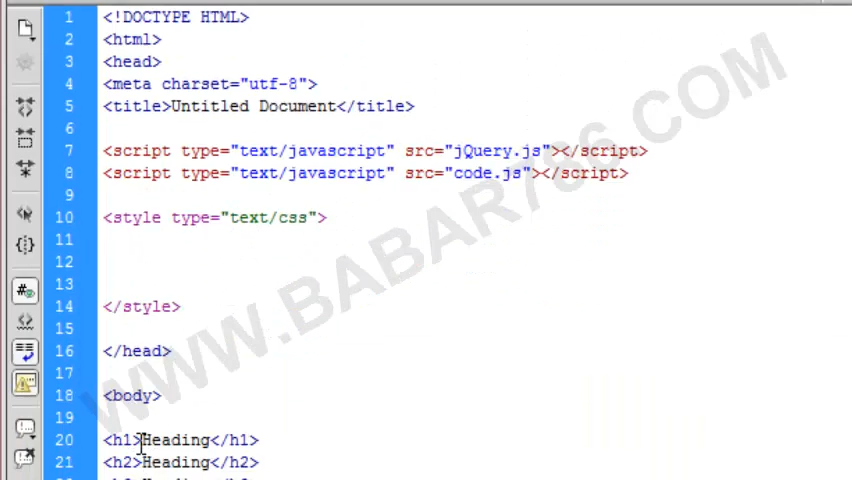 1 <!DOCTYPE HTML>
2 <html>
3 <head>
4 <meta charset="utf-8">
5 <title>Untitled Document</title>
6
7 <script type="text/javascript" src="jQuery.js"></script>
8 <script type="text/javascript" src="code.js"></script>
9
10 <style type="text/css">
11
12
13
14 </style>
15
16 </head>
17
18 <body>
19
20 <h1>Heading</h1>
21 <h2>Heading</h2>
WWW.BABAR786.COM